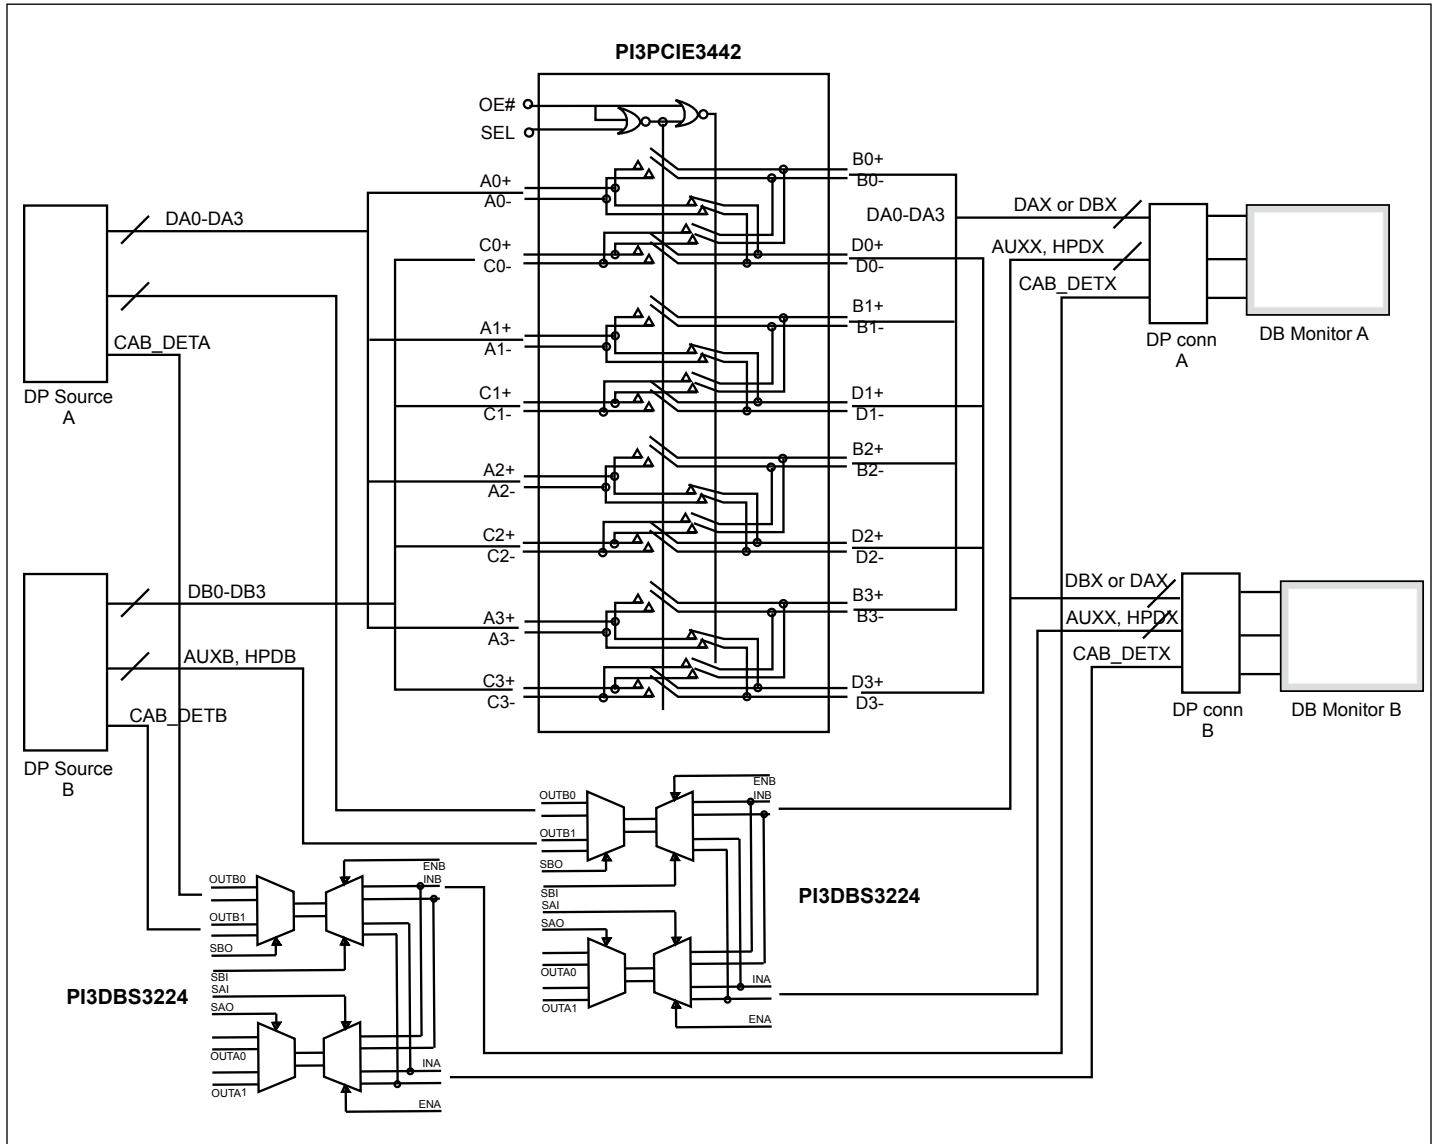 PI3PCIE3442
OE#
SEL
A0+
A0-
C0+
C0-
A1+
A1-
C1+
C1-
A2+
A2-
C2+
C2-
A3+
A3-
C3+
C3-
B0+
B0-
DA0-DA3
D0+
D0-
B1+
B1-
D1+
D1-
B2+
B2-
D2+
D2-
B3+
B3-
D3+
D3-
DA0-DA3
CAB_DETA
DP Source
A
DB0-DB3
AUXB, HPDB
CAB_DETB
DP Source
B
DAX or DBX
AUXX, HPDX
CAB_DETX
DP conn
A
DB Monitor A
DBX or DAX
AUXX, HPDX
CAB_DETX
DP conn
B
DB Monitor B
OUTB0
OUTB1
SBO
SBI
SAI
SAO
OUTA0
OUTA1
ENB
INB
INA
ENA
PI3DBS3224
OUTB0
OUTB1
SBO
SBI
SAI
SAO
OUTA0
OUTA1
ENB
INB
INA
ENA
PI3DBS3224